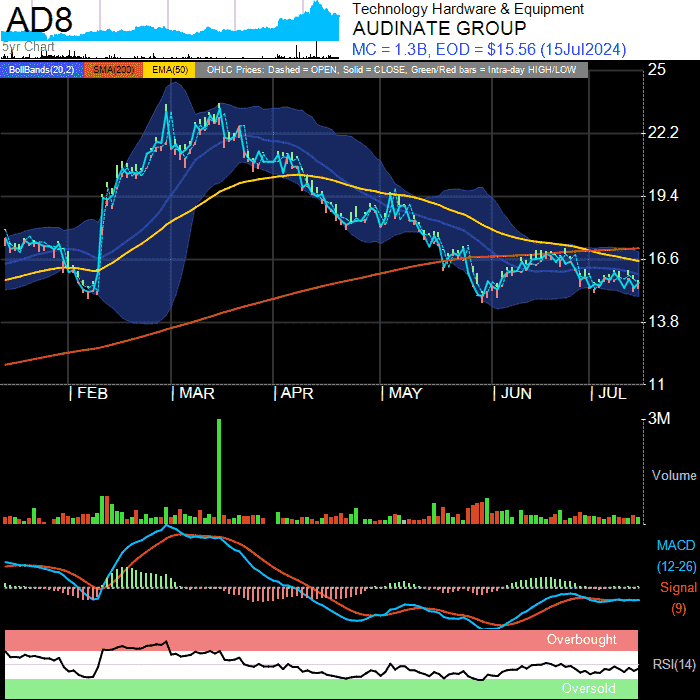 AD8
Technology Hardware & Equipment
AUDINATE GROUP
MC = 1.3B, EOD = $15.56 (15Jul2024)
5yr Chart
BollBands(20,2) SMA(200) EMA(50) OHLC Prices: Dashed = OPEN, Solid = CLOSE, Green/Red bars = Intra-day HIGH/LOW
25
22.2
19.4
16.6
13.8
11
FEB MAR APR MAY JUN JUL
3M
Volume
MACD
(12-26)
Signal
(9)
Overbought
RSI(14)
Oversold